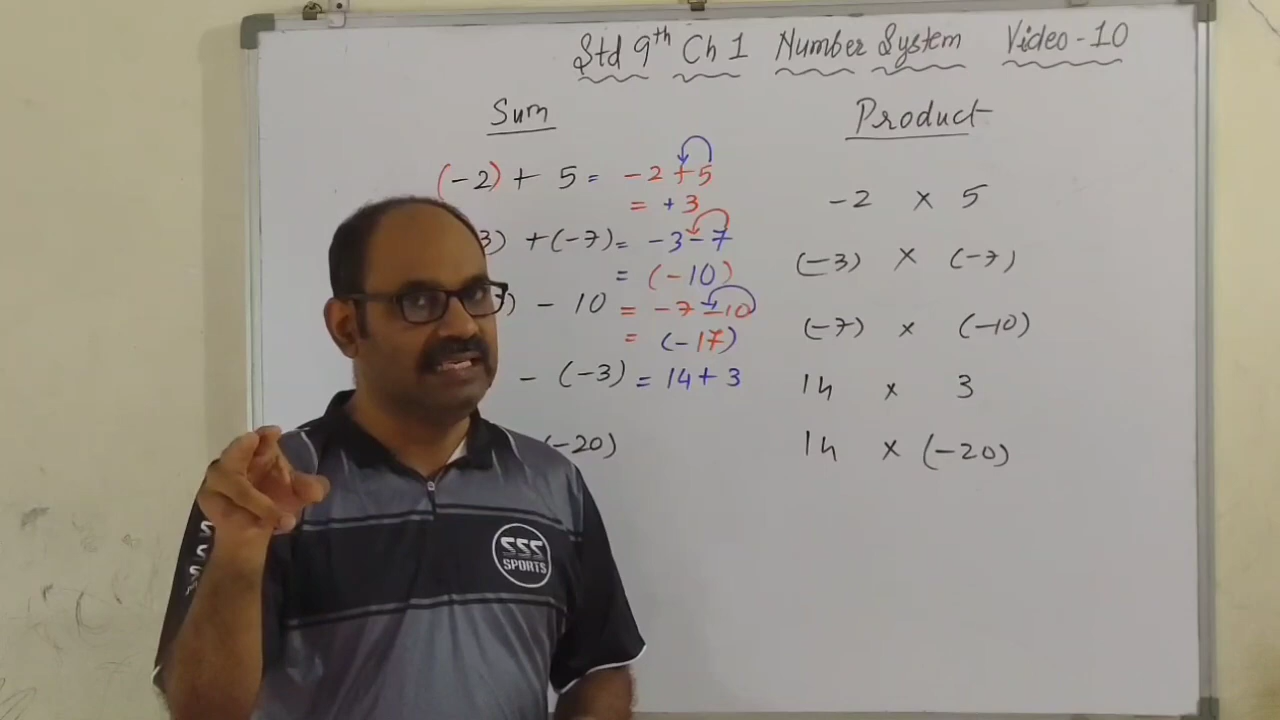 Std 9th Ch 1 Number System Video-10
Sum
(-2) + 5 = -2+5
= +3
3) +(-7)= -3-7
= (-10)
7) - 10 = -7-10
= (-17)
- (-3) = 14+ 3
(-20)
Product
-2 × 5
(-3) × (-7)
(-7) × (-10)
14 × 3
14 × (-20)
SSS
SPORTS